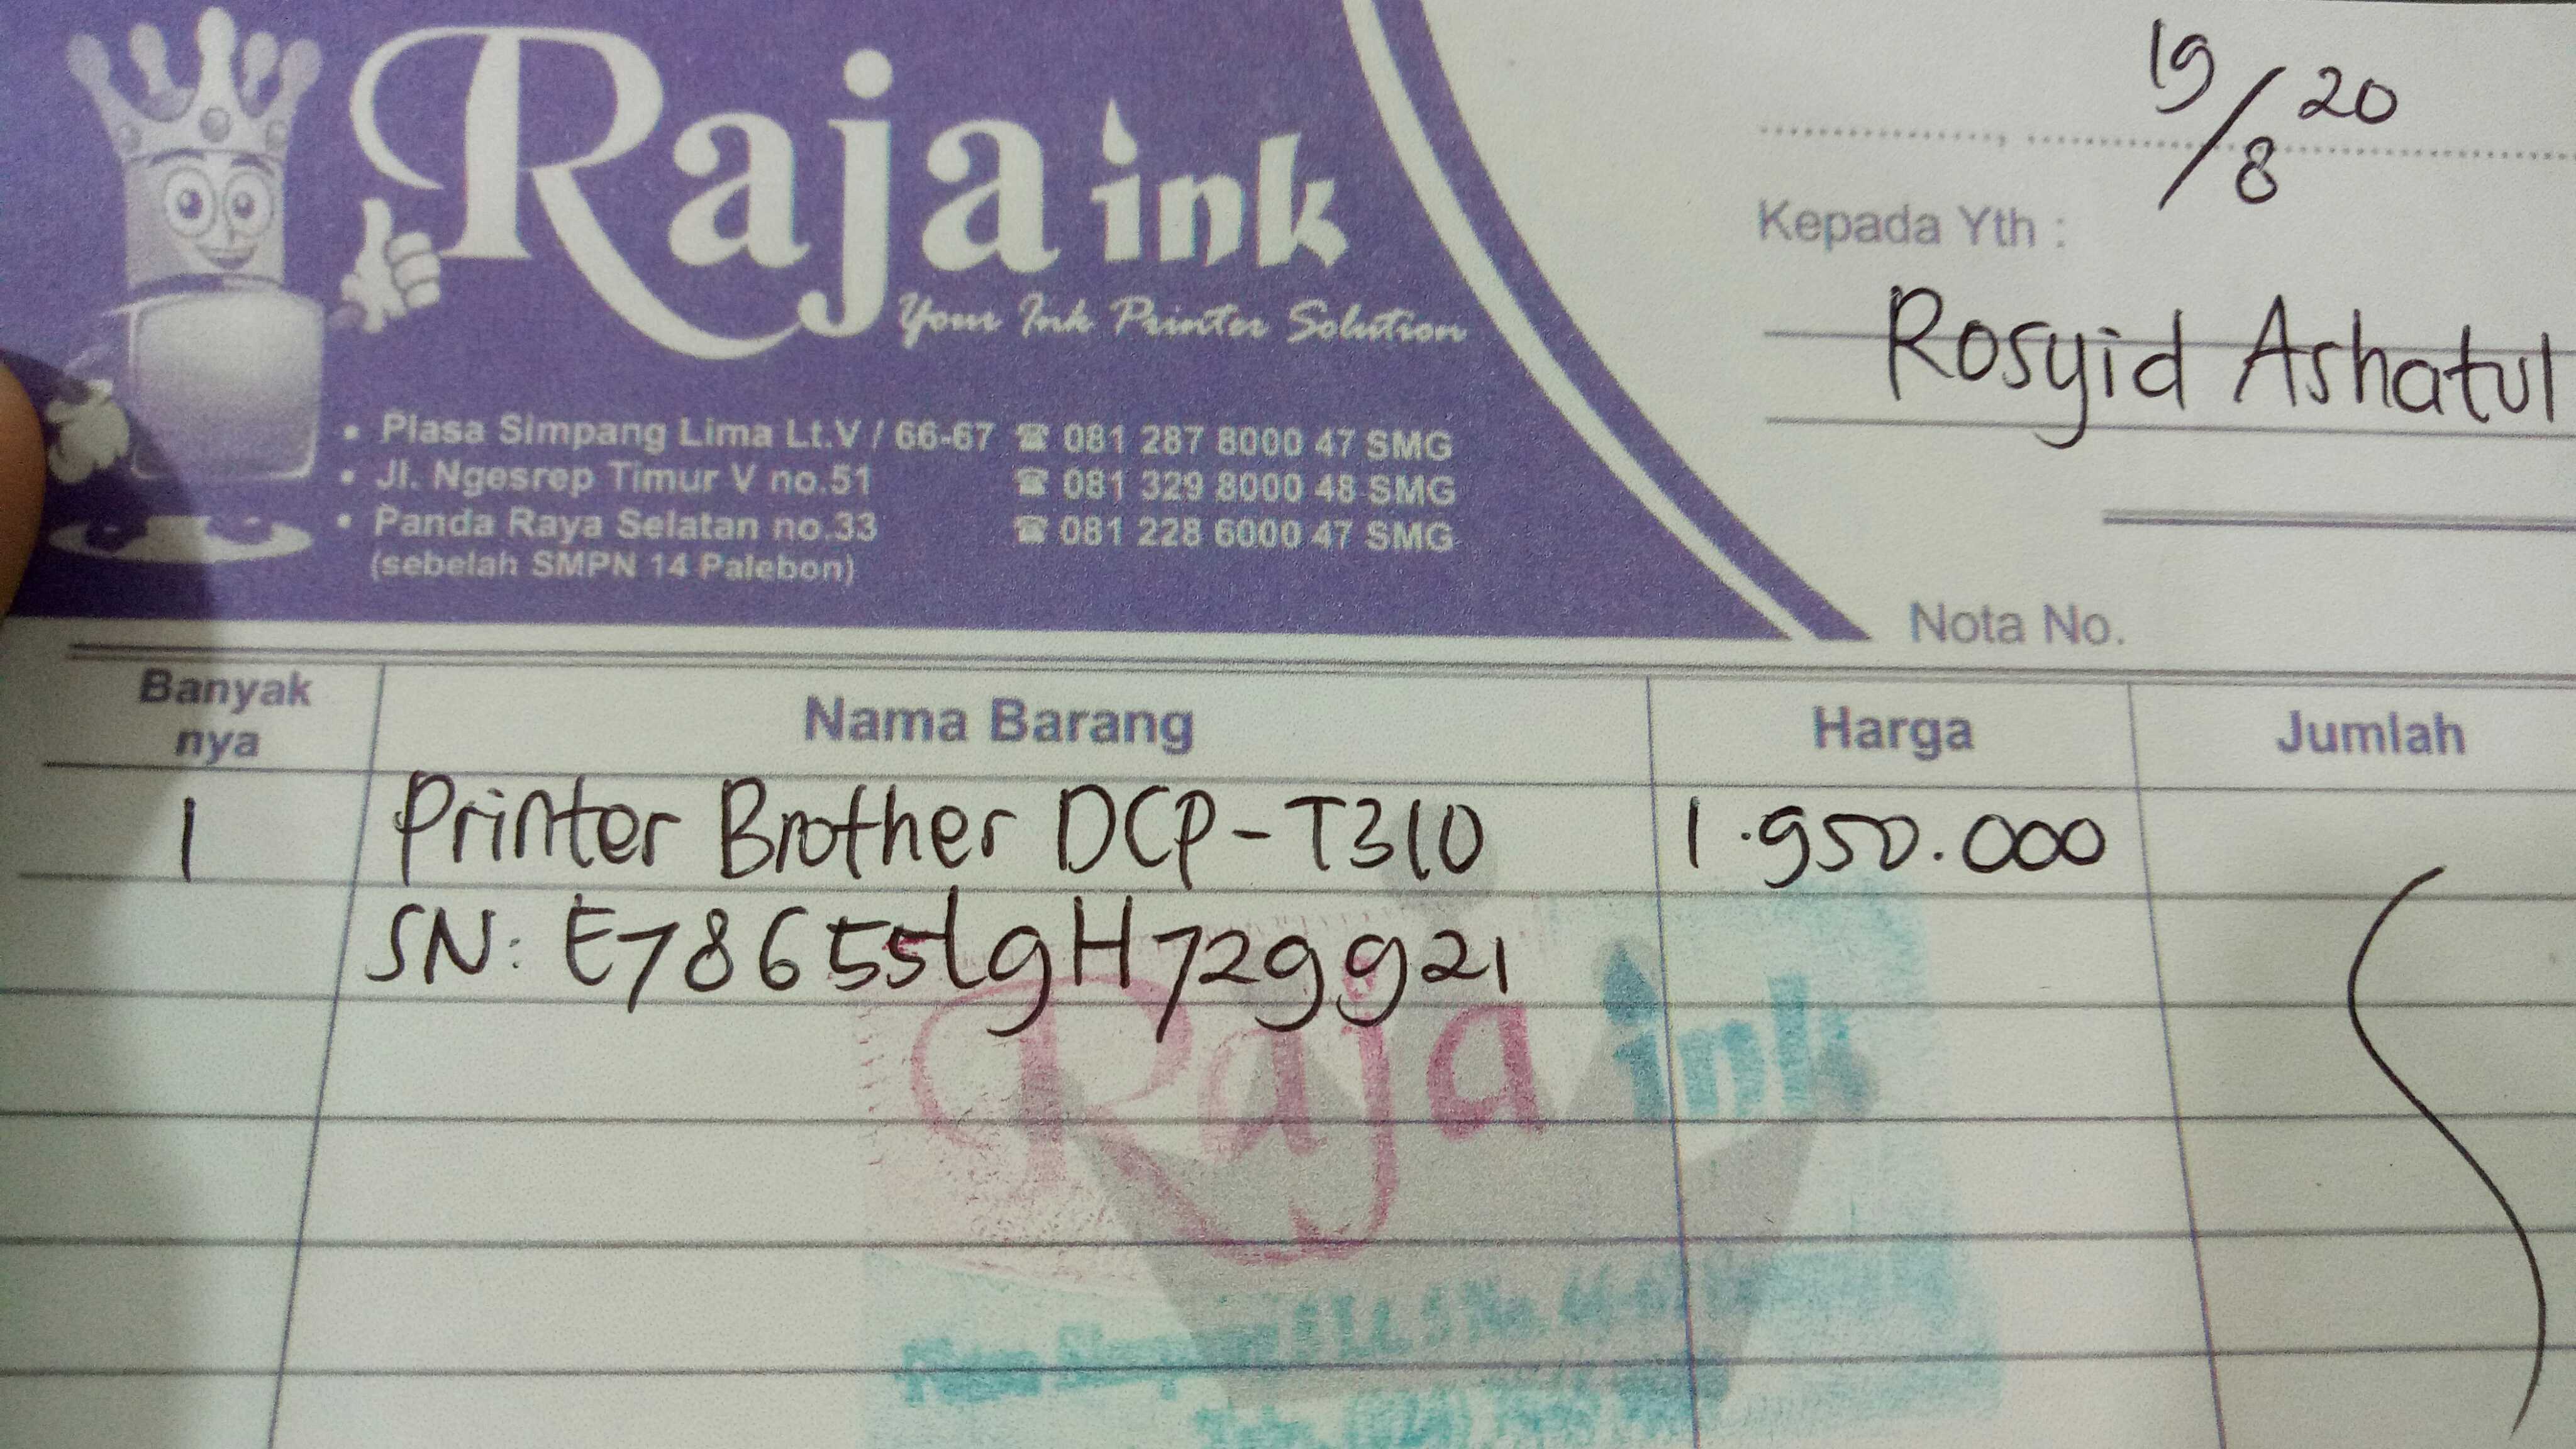 Raja ink
Your Ink Printer Solution
• Plasa Simpang Lima Lt.V / 66-67 ☎ 081 287 8000 47 SMG
• Jl. Ngesrep Timur V no.51 ☎ 081 329 8000 48 SMG
• Panda Raya Selatan no.33 ☎ 081 228 6000 47 SMG
(sebelah SMPN 14 Palebon)
19/8 20
Kepada Yth :
Rosyid Ashatul
Nota No.
Banyak nya Nama Barang Harga Jumlah
1 Printer Brother DCP-T310 1.950.000
SN: E78655L9H729921
Raja ink